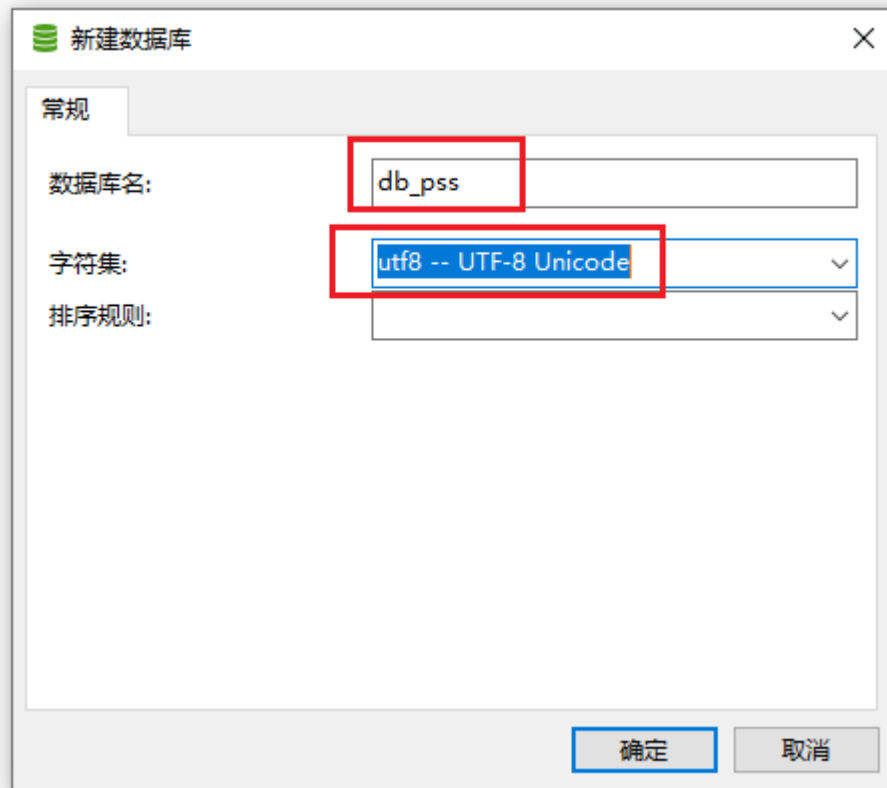 新建数据库
常规
数据库名: db_pss
字符集: utf8 -- UTF-8 Unicode
排序规则:
确定 取消